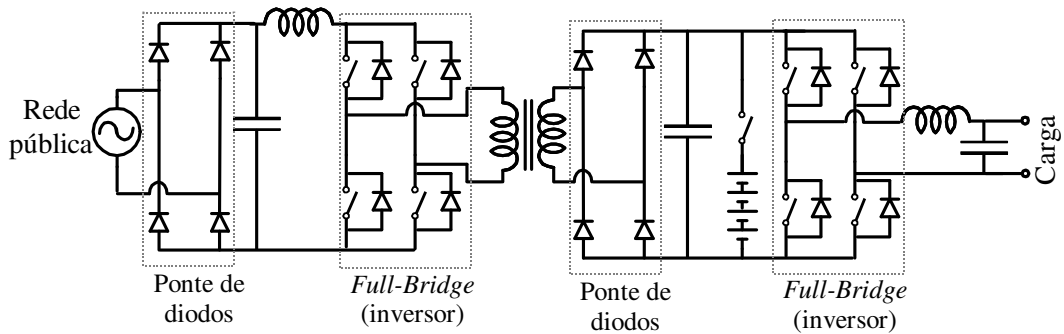 Rede
pública
Ponte de
diodos
Full-Bridge
(inversor)
Ponte de
diodos
Full-Bridge
(inversor)
Carga